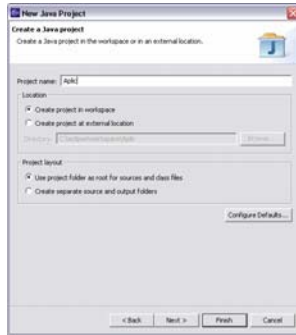 New Java Project
Create a Java project
Create a Java project in the workspace or in an external location.
Project name:
Location
Create project in workspace
Create project at external location
Directory:
Browse...
Project layout
Use project folder as root for sources and class files
Create separate source and output folders
Configure Defaults...
< Back
Next >
Finish
Cancel